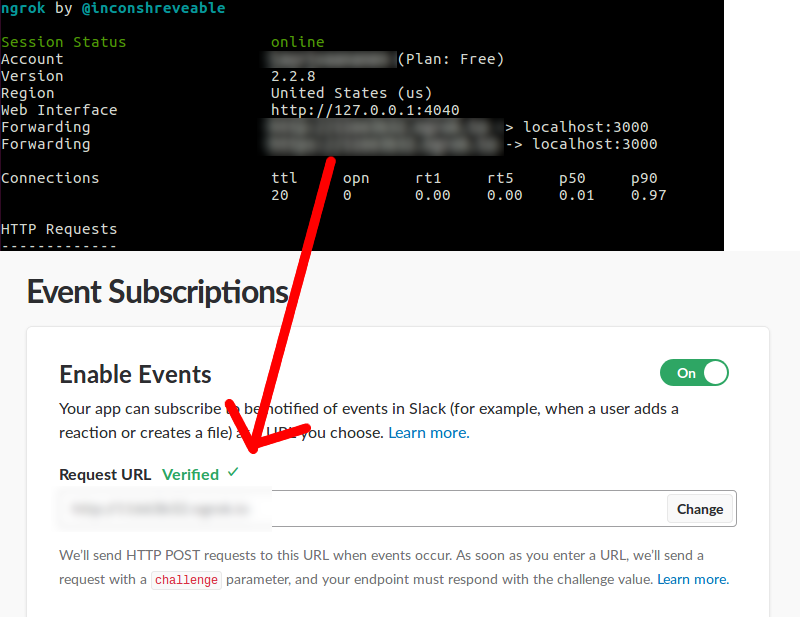 ngrok by @inconshreveable
Session Status online
Account (Plan: Free)
Version 2.2.8
Region United States (us)
Web Interface http://127.0.0.1:4040
Forwarding > localhost:3000
Forwarding -> localhost:3000
Connections ttl opn rt1 rt5 p50 p90
20 0 0.00 0.00 0.01 0.97
HTTP Requests
-------------
Event Subscriptions
Enable Events On
Your app can subscribe to be notified of events in Slack (for example, when a user adds a
reaction or creates a file) URL you choose. Learn more.
Request URL Verified ✓
Change
We'll send HTTP POST requests to this URL when events occur. As soon as you enter a URL, we'll send a
request with a challenge parameter, and your endpoint must respond with the challenge value. Learn more.